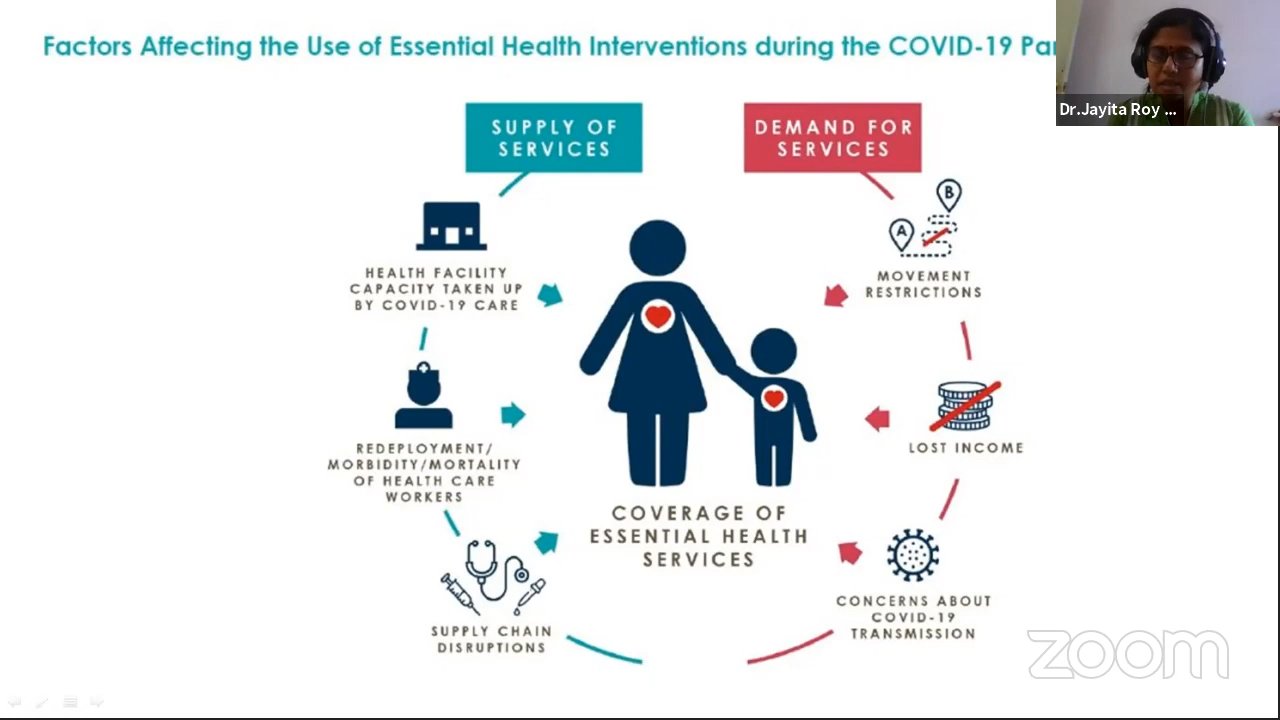 Factors Affecting the Use of Essential Health Interventions during the COVID-19
Dr.Jayita Roy ...
SUPPLY OF
SERVICES
DEMAND FOR
SERVICES
HEALTH FACILITY
CAPACITY TAKEN UP
BY COVID-19 CARE
REDEPLOYMENT/
MORBIDITY/MORTALITY
OF HEALTH CARE
WORKERS
SUPPLY CHAIN
DISRUPTIONS
COVERAGE OF
ESSENTIAL HEALTH
SERVICES
B
A
MOVEMENT
RESTRICTIONS
LOST INCOME
CONCERNS ABOUT
COVID-19
TRANSMISSION
zoom